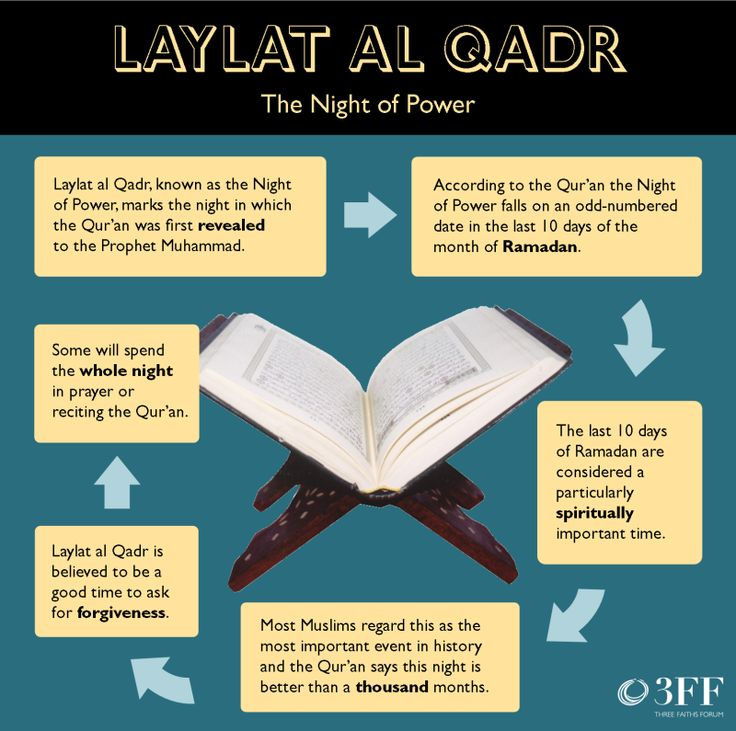 LAYLAT AL QADR
The Night of Power
Laylat al Qadr, known as the Night
of Power, marks the night in which
the Qur'an was first revealed
to the Prophet Muhammad.
According to the Qur'an the Night
of Power falls on an odd-numbered
date in the last 10 days of the
month of Ramadan.
The last 10 days
of Ramadan are
considered a
particularly
spiritually
important time.
Most Muslims regard this as the
most important event in history
and the Qur'an says this night is
better than a thousand months.
Laylat al Qadr is
believed to be a
good time to ask
for forgiveness.
Some will spend
the whole night
in prayer or
reciting the Qur'an.
3FF
THREE FAITHS FORUM